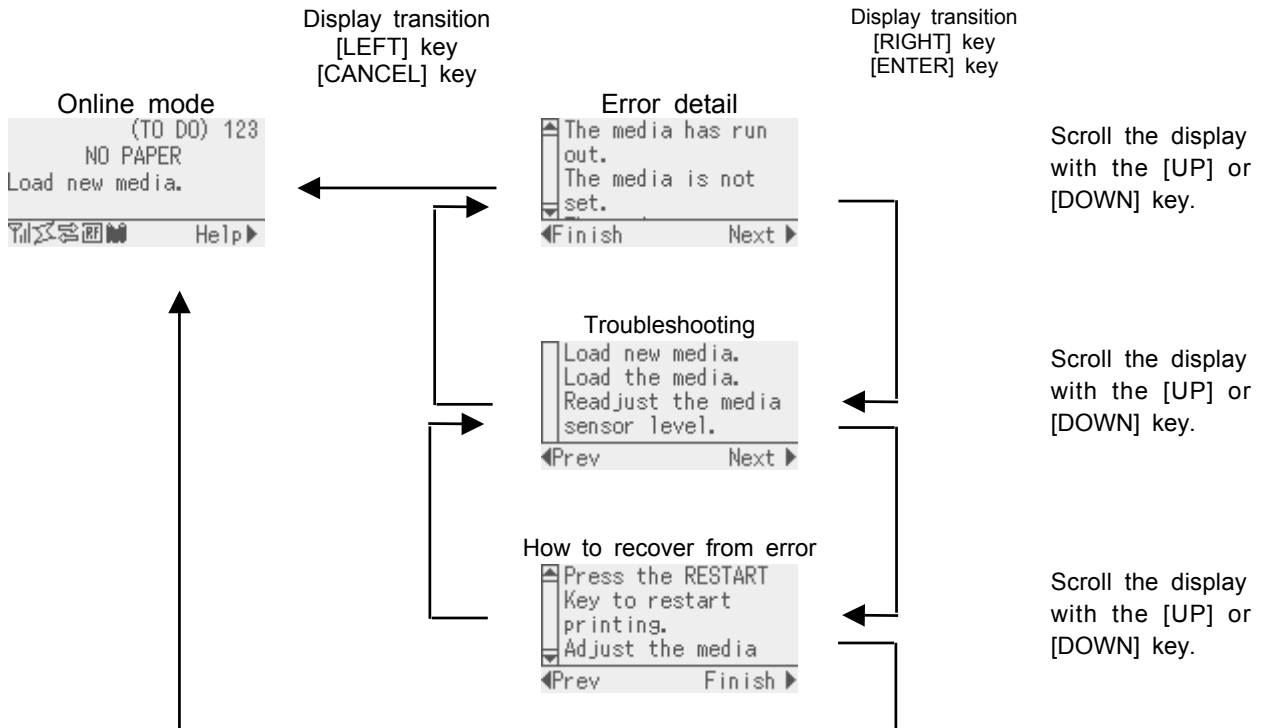 Display transition
[LEFT] key
[CANCEL] key
Display transition
[RIGHT] key
[ENTER] key
Online mode
(TO DO) 123
NO PAPER
Load new media.
RF
Help▶
Error detail
The media has run
out.
The media is not
set.
◀Finish Next ▶
Scroll the display
with the [UP] or
[DOWN] key.
Troubleshooting
Load new media.
Load the media.
Readjust the media
sensor level.
◀Prev Next ▶
Scroll the display
with the [UP] or
[DOWN] key.
How to recover from error
Press the RESTART
Key to restart
printing.
Adjust the media
◀Prev Finish ▶
Scroll the display
with the [UP] or
[DOWN] key.